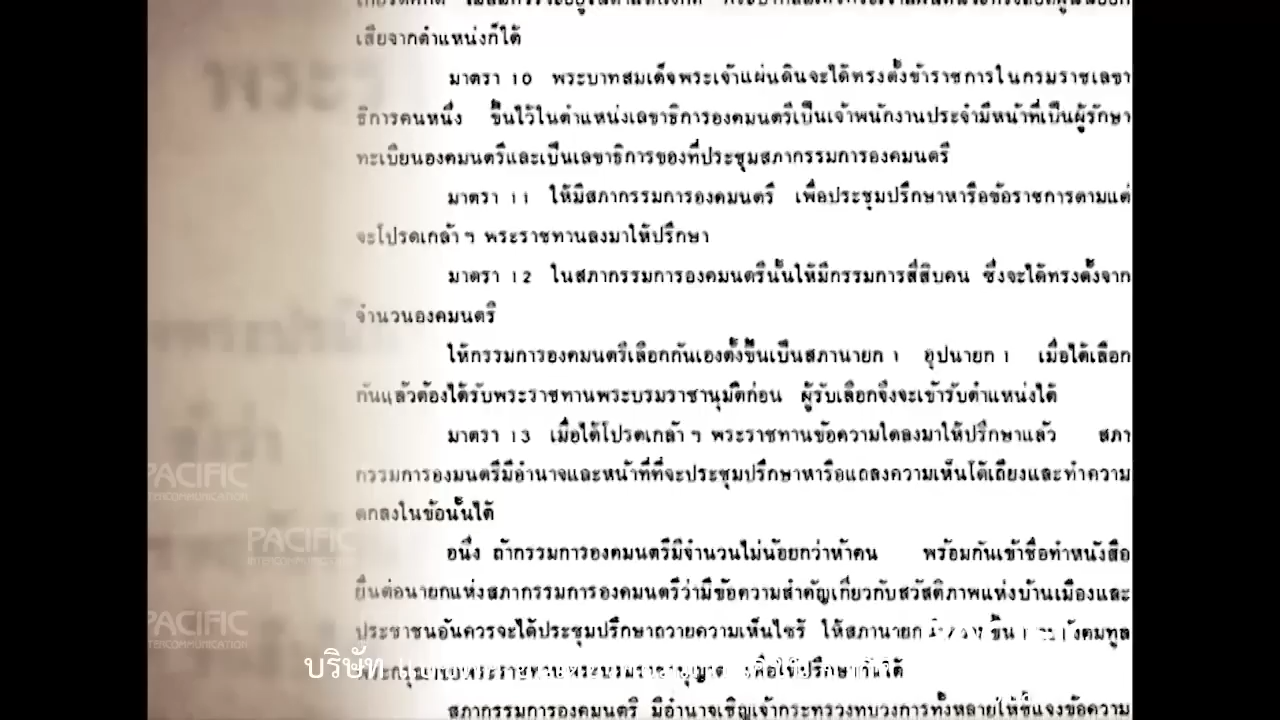 เสียจากตำแหน่งก็ได้
มาตรา 10 พระบาทสมเด็จพระเจ้าแผ่นดินจะได้ทรงตั้งข้าราชการในกรมราชเลขา
ธิการคนหนึ่ง ขึ้นไว้ในตำแหน่งเลขาธิการองคมนตรีเป็นเจ้าพนักงานประจำมีหน้าที่เป็นผู้รักษา
ทะเบียนองคมนตรีและเป็นเลขาธิการของที่ประชุมสภากรรมการองคมนตรี
มาตรา 11 ให้มีสภากรรมการองคมนตรี เพื่อประชุมปรึกษาหารือข้อราชการตามแต่
จะโปรดเกล้า ฯ พระราชทานลงมาให้ปรึกษา
มาตรา 12 ในสภากรรมการองคมนตรีนั้นให้มีกรรมการสี่สิบคน ซึ่งจะได้ทรงตั้งจาก
จำนวนองคมนตรี
ให้กรรมการองคมนตรีเลือกกันเองตั้งขึ้นเป็นสภานายก 1 อุปนายก 1 เมื่อได้เลือก
กันแล้วต้องได้รับพระราชทานพระบรมราชานุมัติก่อน ผู้รับเลือกจึงจะเข้ารับตำแหน่งได้
มาตรา 13 เมื่อได้โปรดเกล้า ฯ พระราชทานข้อความใดลงมาให้ปรึกษาแล้ว สภา
กรรมการองมนตรีมีอำนาจและหน้าที่ที่จะประชุมปรึกษาหารือแถลงความเห็นโต้เถียงและทำความ
ตกลงในข้อนั้นได้
อนึ่ง ถ้ากรรมการองคมนตรีมีจำนวนไม่น้อยกว่าห้าคน พร้อมกันเข้าชื่อทำหนังสือ
ยื่นต่อนายกแห่งสภากรรมการองคมนตรีว่ามีข้อความสำคัญเกี่ยวกับสวัสดิภาพแห่งบ้านเมืองและ
ประชาชนอันควรจะได้ประชุมปรึกษาถวายความเห็นไซร้ ให้สภานายก
บริษัท เพื่อใช้ปรึกษากันได้
สภากรรมการองคมนตรี มีอำนาจเชิญเจ้ากระทรวงทบวงการทั้งหลายให้ชี้แจงข้อความ
พระร
PACIFIC
INTERCOMMUNICATION
PACIFIC
INTERCOMMUNICATION
PACIFIC
INTERCOMMUNICATION